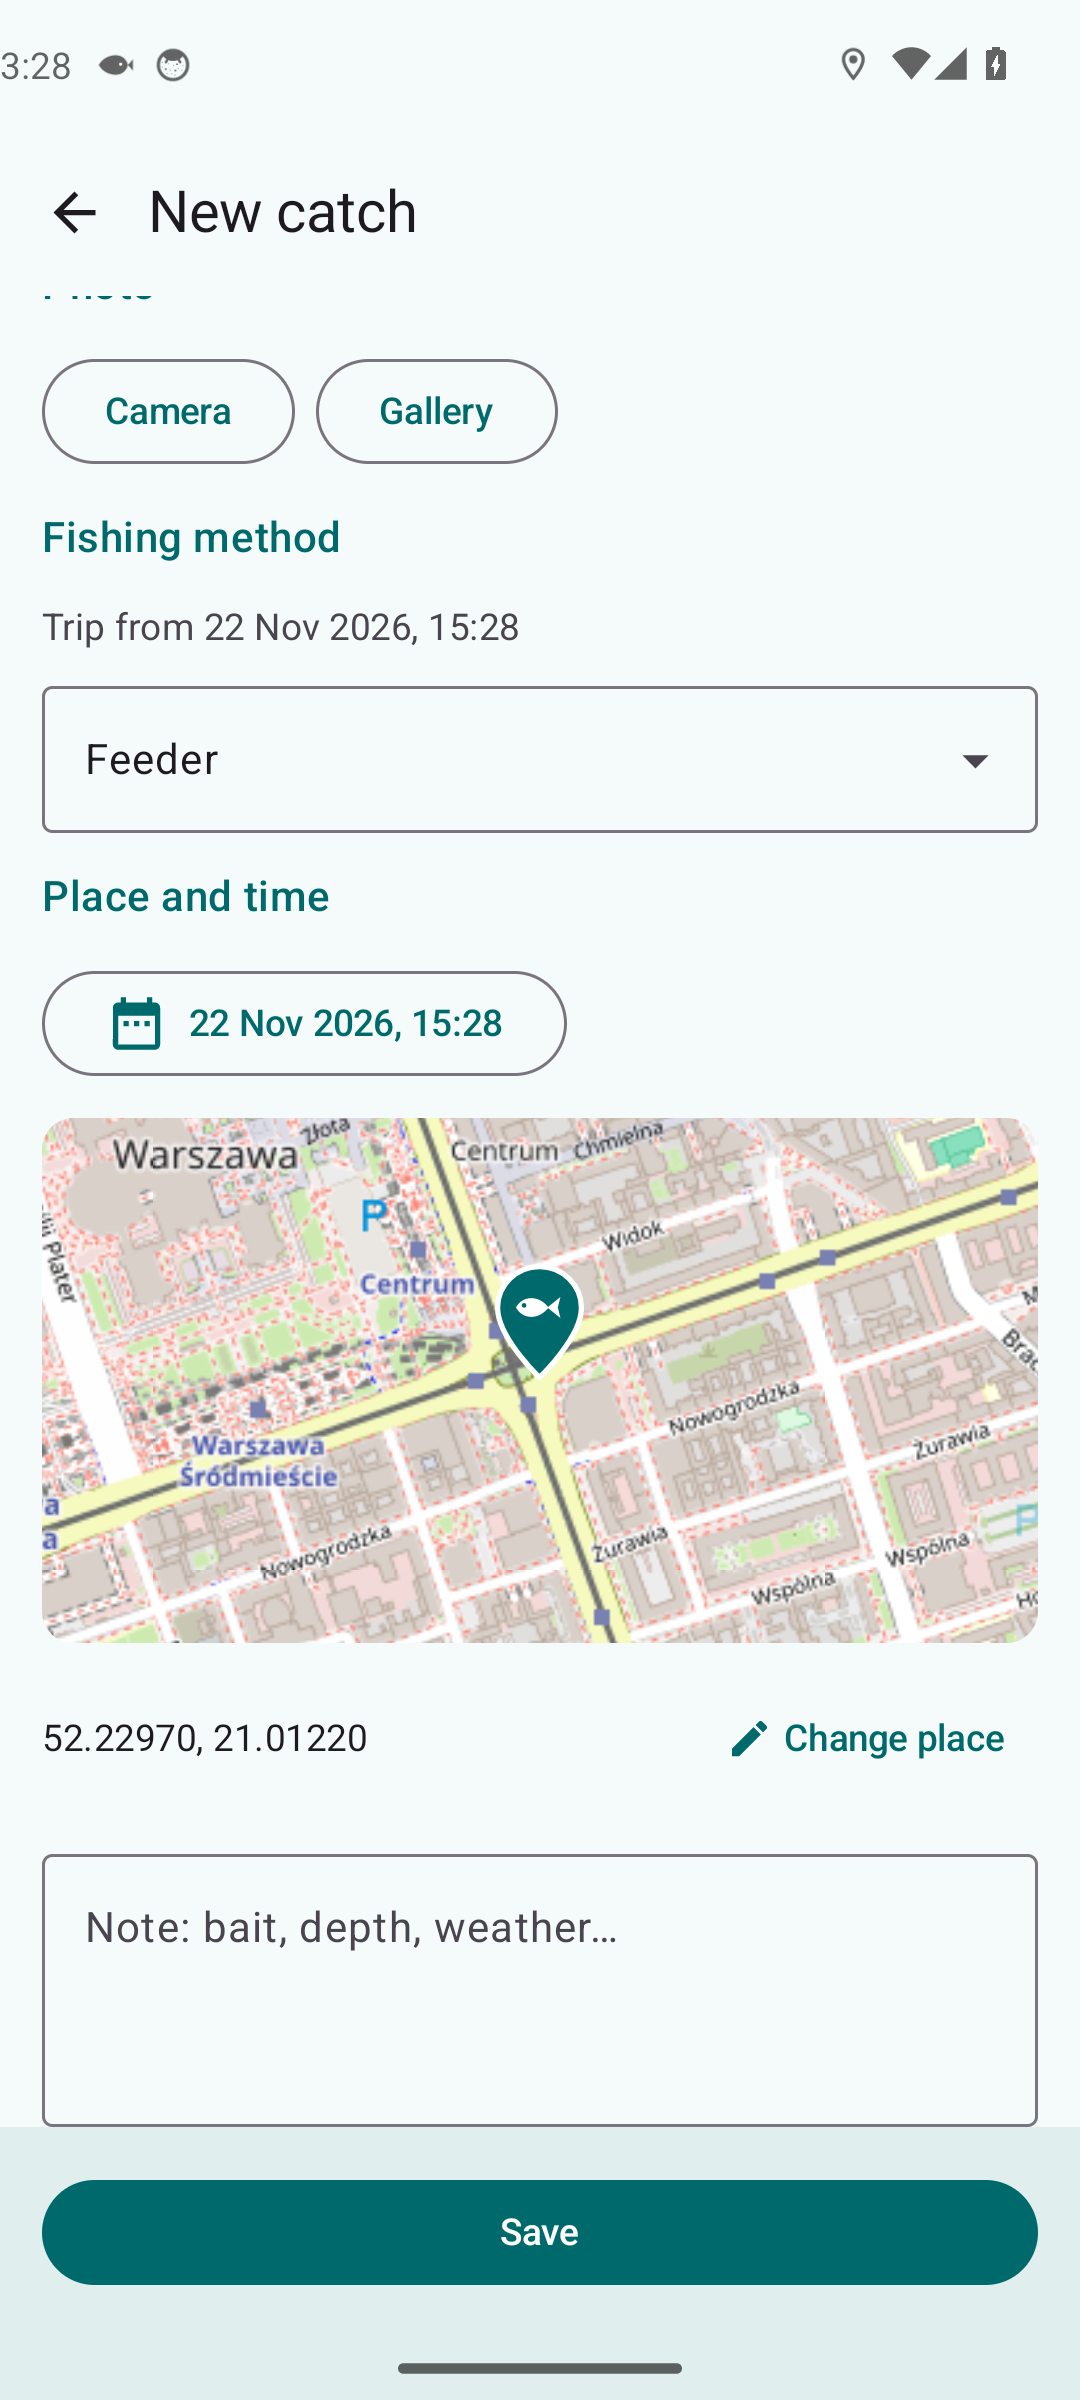 3:28
New catch
Photo
Camera
Gallery
Fishing method
Trip from 22 Nov 2026, 15:28
Feeder
Place and time
22 Nov 2026, 15:28
Warszawa
Złota
Centrum
Chmielna
P
Widok
Plater
Centrum
Nowogrodzka
Żurawia
Warszawa
Śródmieście
a
a
P
Nowogrodzka
Żurawia
Wspólna
Wspólna
52.22970, 21.01220
Change place
Note: bait, depth, weather…
Save